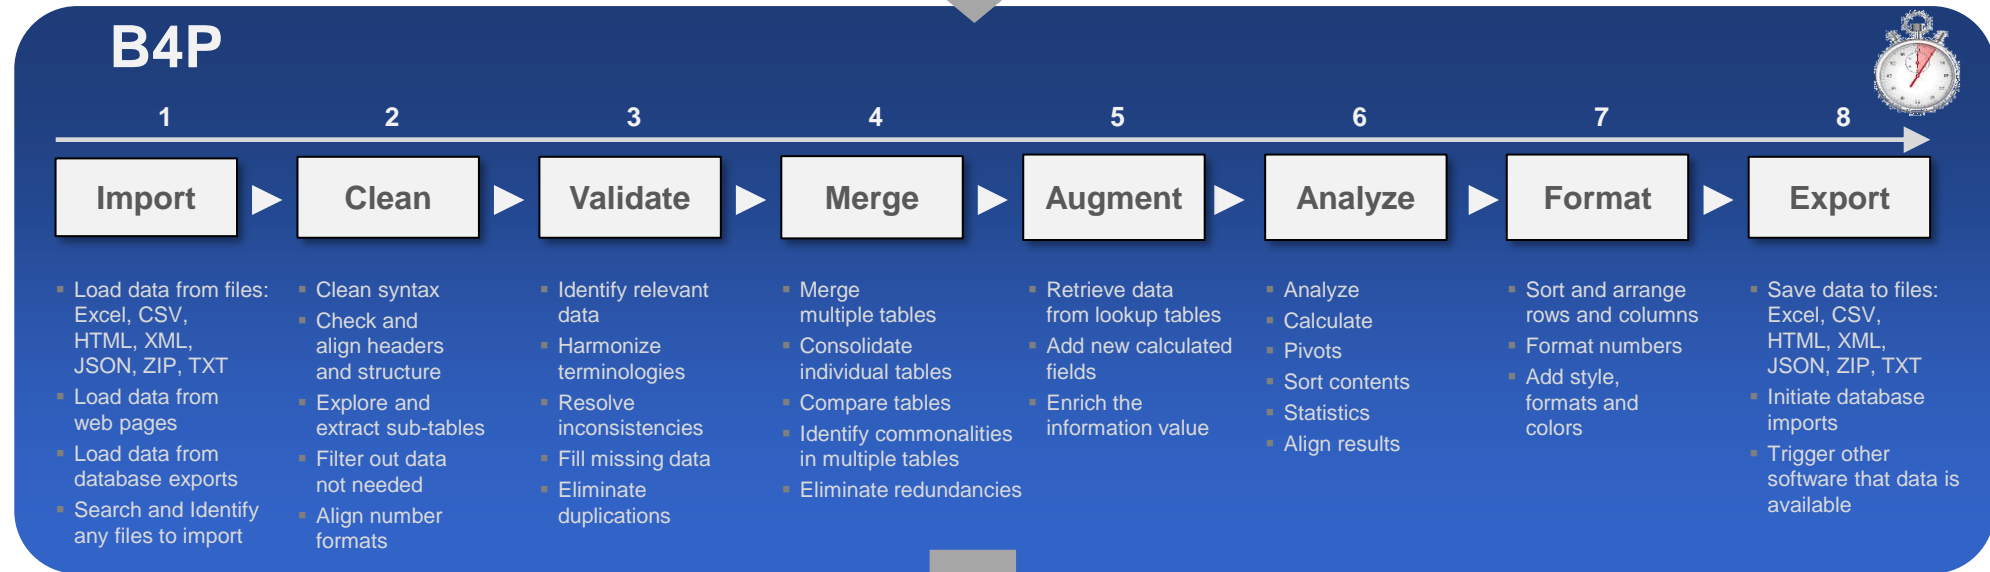 B4P
1 2 3 4 5 6 7 8
Import Clean Validate Merge Augment Analyze Format Export
Load data from files:
Excel, CSV,
HTML, XML,
JSON, ZIP, TXT
Load data from
web pages
Load data from
database exports
Search and Identify
any files to import
Clean syntax
Check and
align headers
and structure
Explore and
extract sub-tables
Filter out data
not needed
Align number
formats
Identify relevant
data
Harmonize
terminologies
Resolve
inconsistencies
Fill missing data
Eliminate
duplications
Merge
multiple tables
Consolidate
individual tables
Compare tables
Identify commonalities
in multiple tables
Eliminate redundancies
Retrieve data
from lookup tables
Add new calculated
fields
Enrich the
information value
Analyze
Calculate
Pivots
Sort contents
Statistics
Align results
Sort and arrange
rows and columns
Format numbers
Add style,
formats and
colors
Save data to files:
Excel, CSV,
HTML, XML,
JSON, ZIP, TXT
Initiate database
imports
Trigger other
software that data is
available